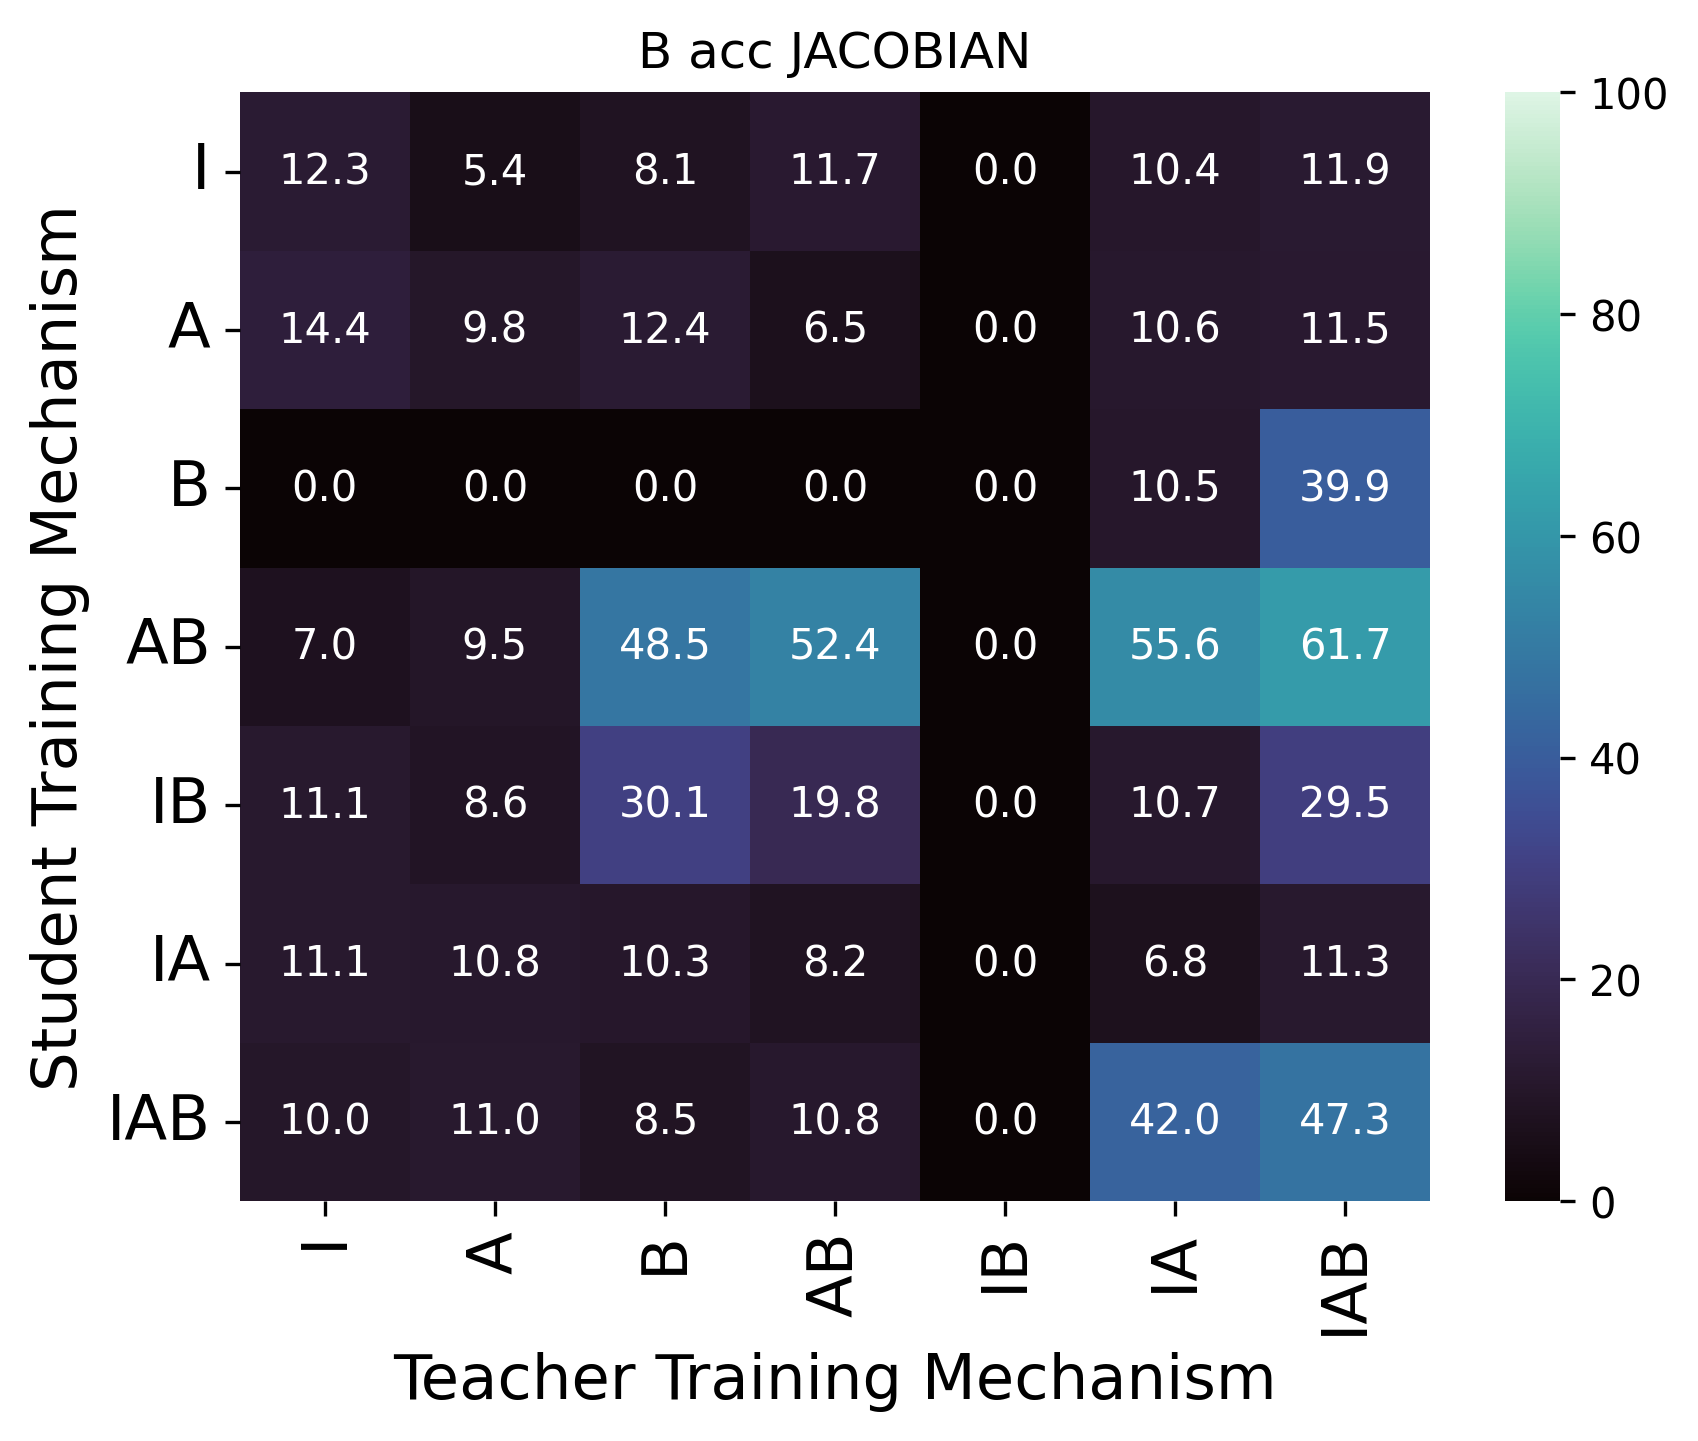 B acc JACOBIAN
Student Training Mechanism
I 12.3 5.4 8.1 11.7 0.0 10.4 11.9
A 14.4 9.8 12.4 6.5 0.0 10.6 11.5
B 0.0 0.0 0.0 0.0 0.0 10.5 39.9
AB 7.0 9.5 48.5 52.4 0.0 55.6 61.7
IB 11.1 8.6 30.1 19.8 0.0 10.7 29.5
IA 11.1 10.8 10.3 8.2 0.0 6.8 11.3
IAB 10.0 11.0 8.5 10.8 0.0 42.0 47.3
I A B AB IB IA IAB
Teacher Training Mechanism
100
80
60
40
20
0